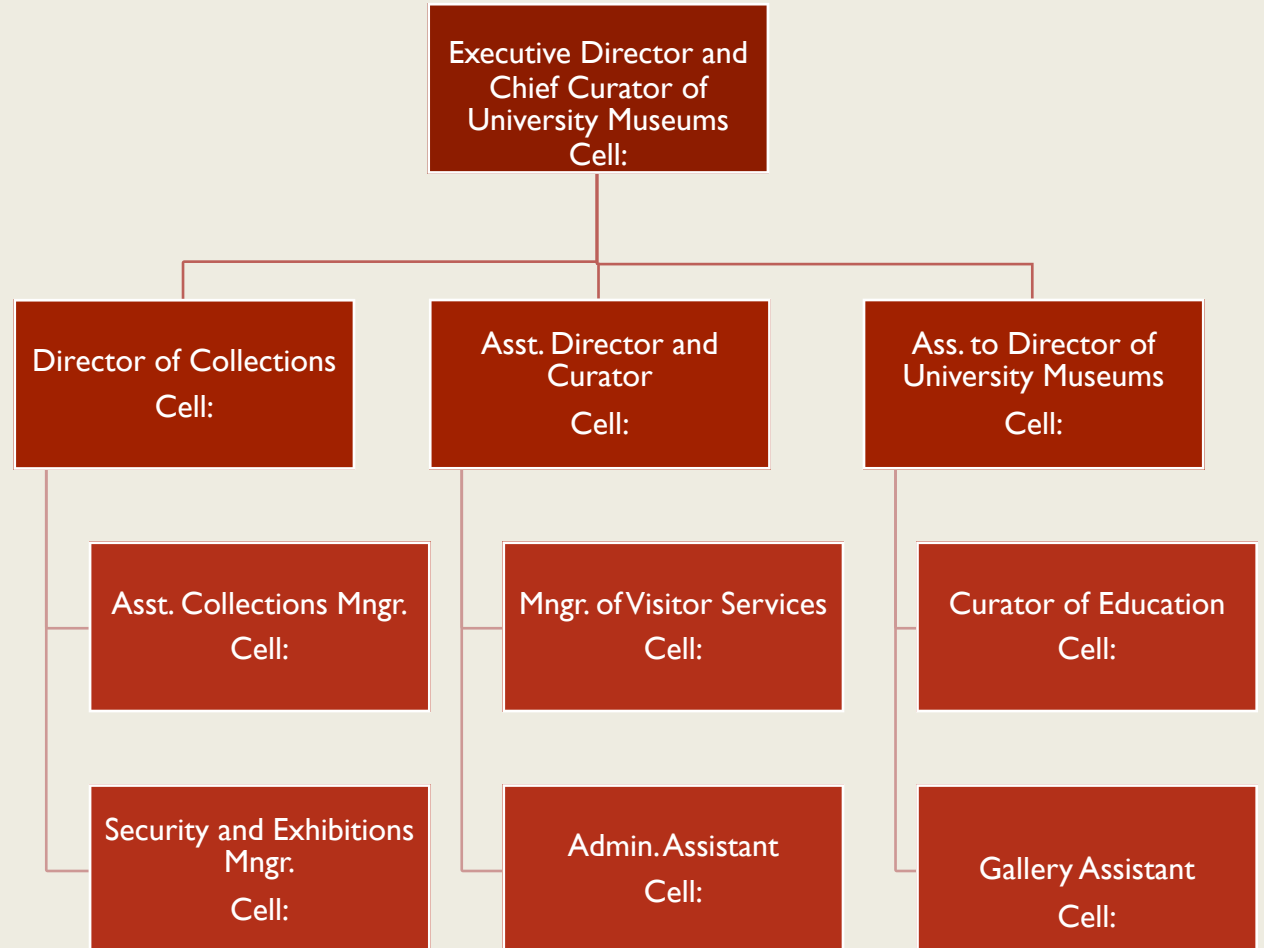 Executive Director and
Chief Curator of
University Museums
Cell:
Director of Collections
Cell:
Asst. Director and
Curator
Cell:
Ass. to Director of
University Museums
Cell:
Asst. Collections Mngr.
Cell:
Mngr. of Visitor Services
Cell:
Curator of Education
Cell:
Security and Exhibitions
Mngr.
Cell:
Admin. Assistant
Cell:
Gallery Assistant
Cell: